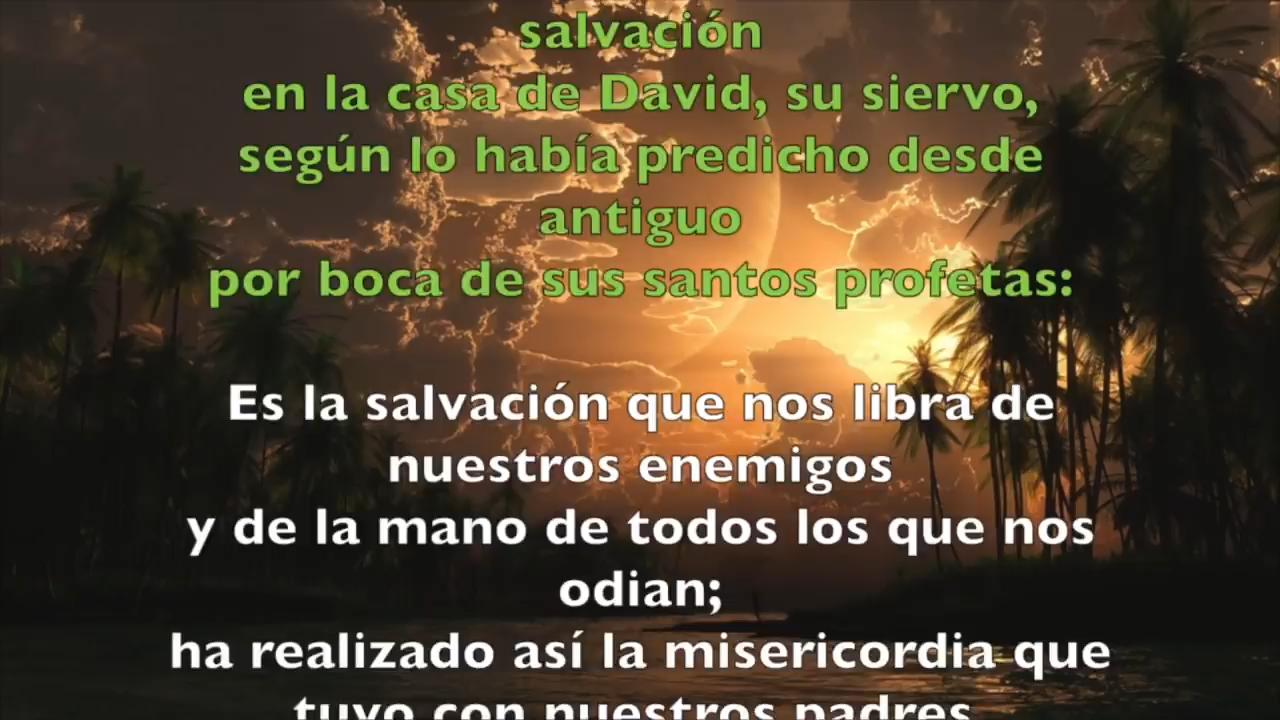 salvación
en la casa de David, su siervo,
según lo había predicho desde
antiguo
por boca de sus santos profetas:
Es la salvación que nos libra de
nuestros enemigos
y de la mano de todos los que nos
odian;
ha realizado así la misericordia que
tuvo con nuestros padres